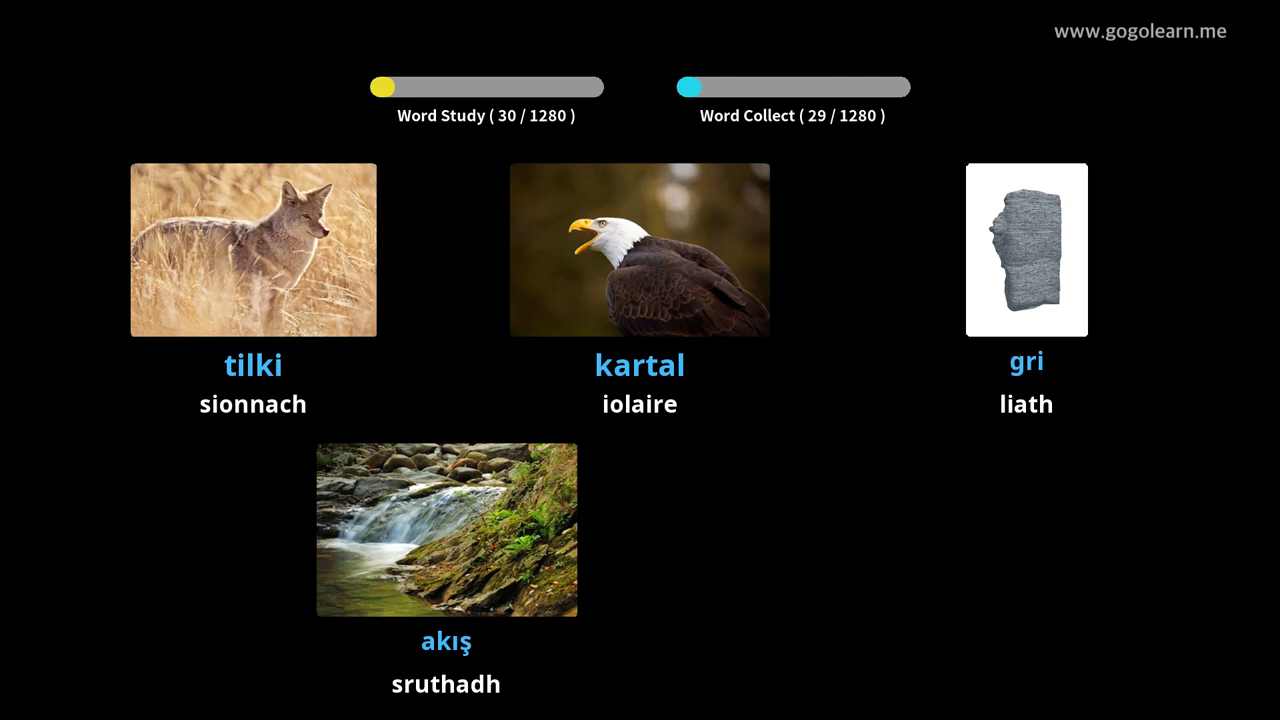 www.gogolearn.me
Word Study ( 30 / 1280 )
Word Collect ( 29 / 1280 )
tilki
kartal
gri
sionnach
iolaire
liath
akış
sruthadh